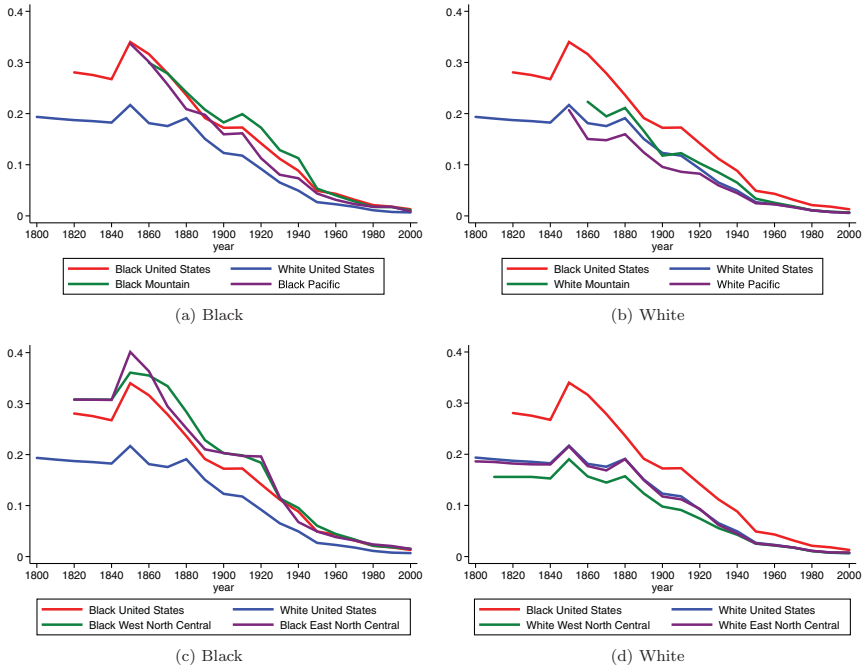 0.4
0.3
0.2
0.1
0
1800 1820 1840 1860 1880 1900 1920 1940 1960 1980 2000
year
Black United States White United States
Black Mountain Black Pacific
(a) Black
0.4
0.3
0.2
0.1
0
1800 1820 1840 1860 1880 1900 1920 1940 1960 1980 2000
year
Black United States White United States
White Mountain White Pacific
(b) White
0.4
0.3
0.2
0.1
0
1800 1820 1840 1860 1880 1900 1920 1940 1960 1980 2000
year
Black United States White United States
Black West North Central Black East North Central
(c) Black
0.4
0.3
0.2
0.1
0
1800 1820 1840 1860 1880 1900 1920 1940 1960 1980 2000
year
Black United States White United States
White West North Central White East North Central
(d) White